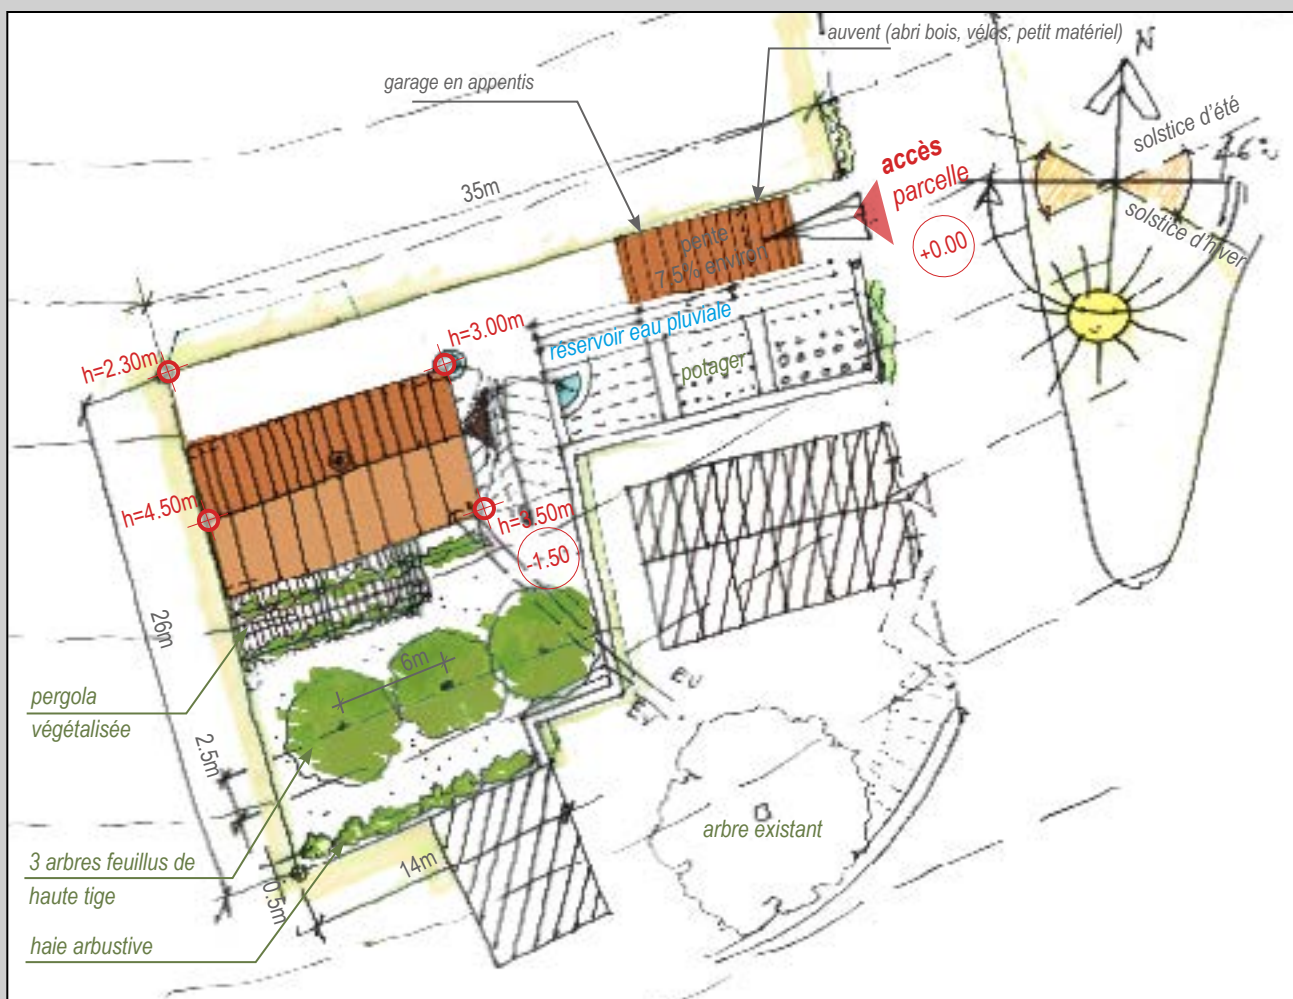 auvent (abri bois, vélos, petit matériel)
garage en appentis
N
solstice d'été
26%
accès
parcelle
35m
solstice d'hiver
+0.00
pente
7.5% environ
h=3.00m
réservoir eau pluviale
h=2.30m
potager
h=4.50m
h=3.50m
-1.50
26m
6m
EU
EV
pergola
végétalisée
2.5m
arbre existant
3 arbres feuillus de
haute tige
14m
0.5m
haie arbustive